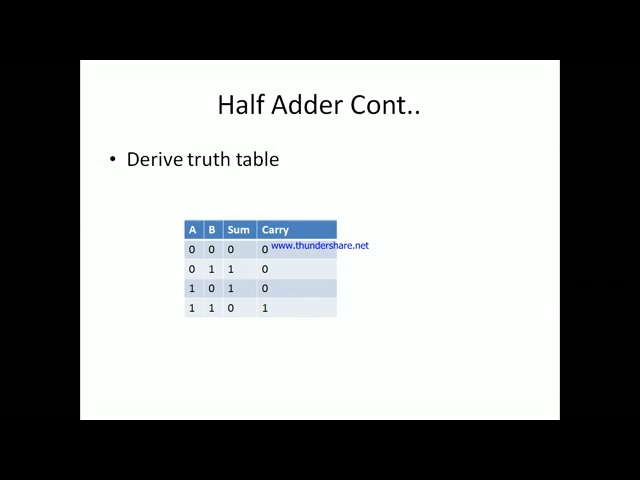 Half Adder Cont..
• Derive truth table
A B Sum Carry
0 0 0 0 www.thundershare.net
0 1 1 0
1 0 1 0
1 1 0 1